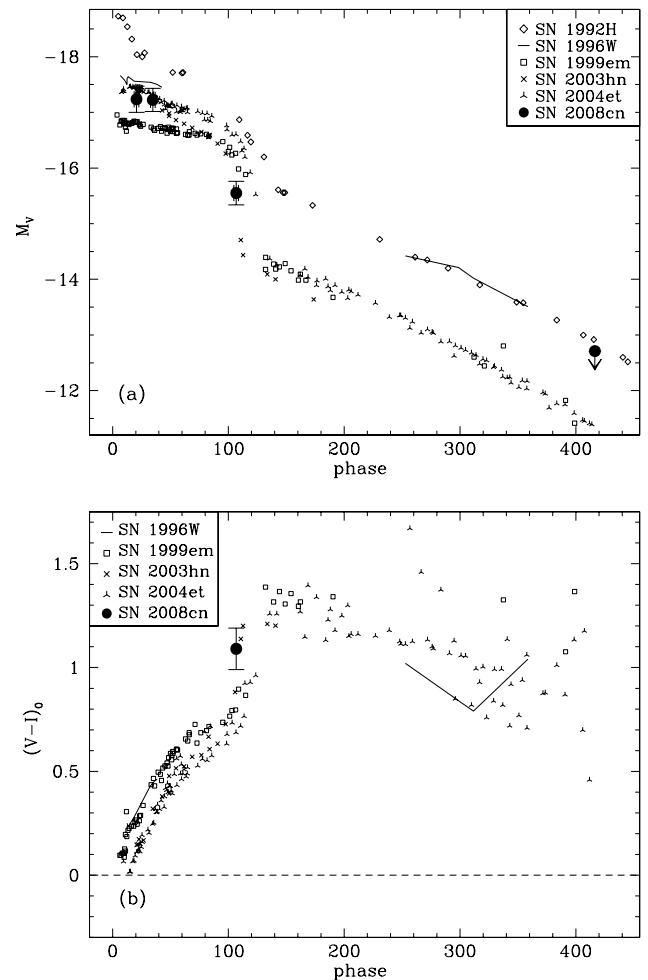 -18
-16
-14
-12
M_V
SN 1992H
SN 1996W
SN 1999em
SN 2003hn
SN 2004et
SN 2008cn
(a)
0 100 200 300 400
phase
1.5
1
0.5
0
(V-I)_0
SN 1996W
SN 1999em
SN 2003hn
SN 2004et
SN 2008cn
(b)
0 100 200 300 400
phase